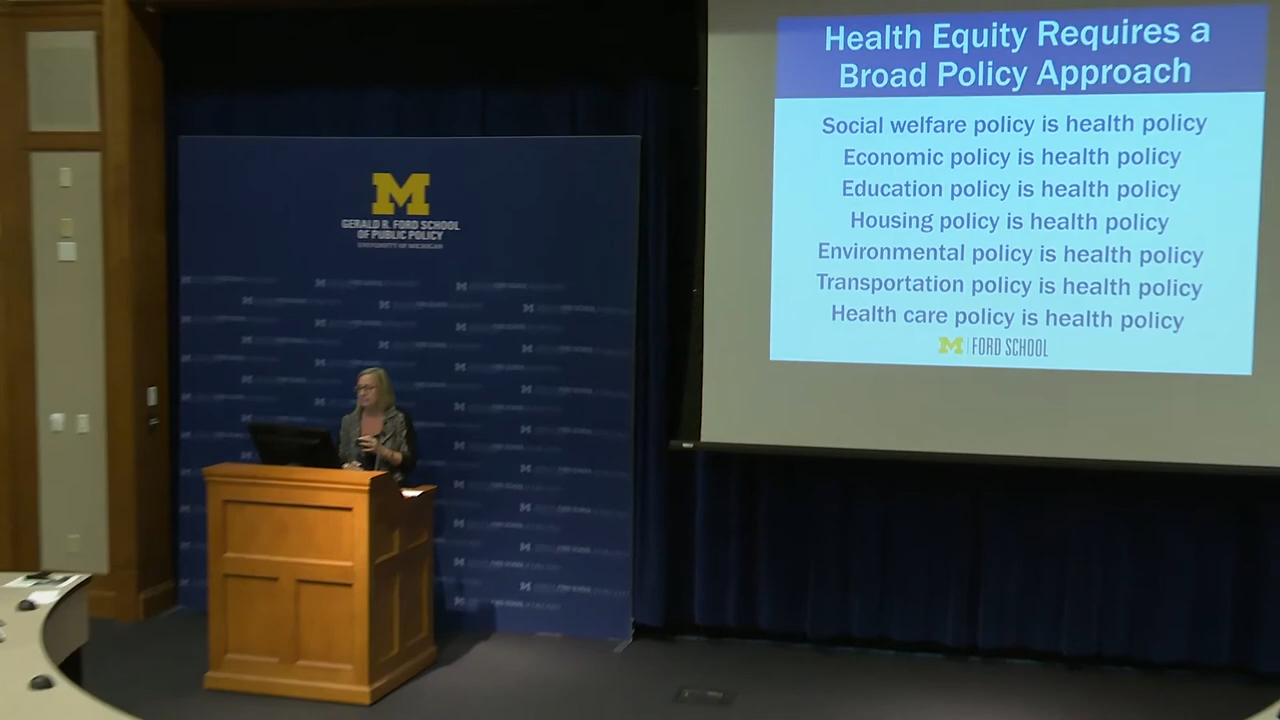 M
GERALD R. FORD SCHOOL
OF PUBLIC POLICY
UNIVERSITY OF MICHIGAN
Health Equity Requires a
Broad Policy Approach
Social welfare policy is health policy
Economic policy is health policy
Education policy is health policy
Housing policy is health policy
Environmental policy is health policy
Transportation policy is health policy
Health care policy is health policy
M | FORD SCHOOL